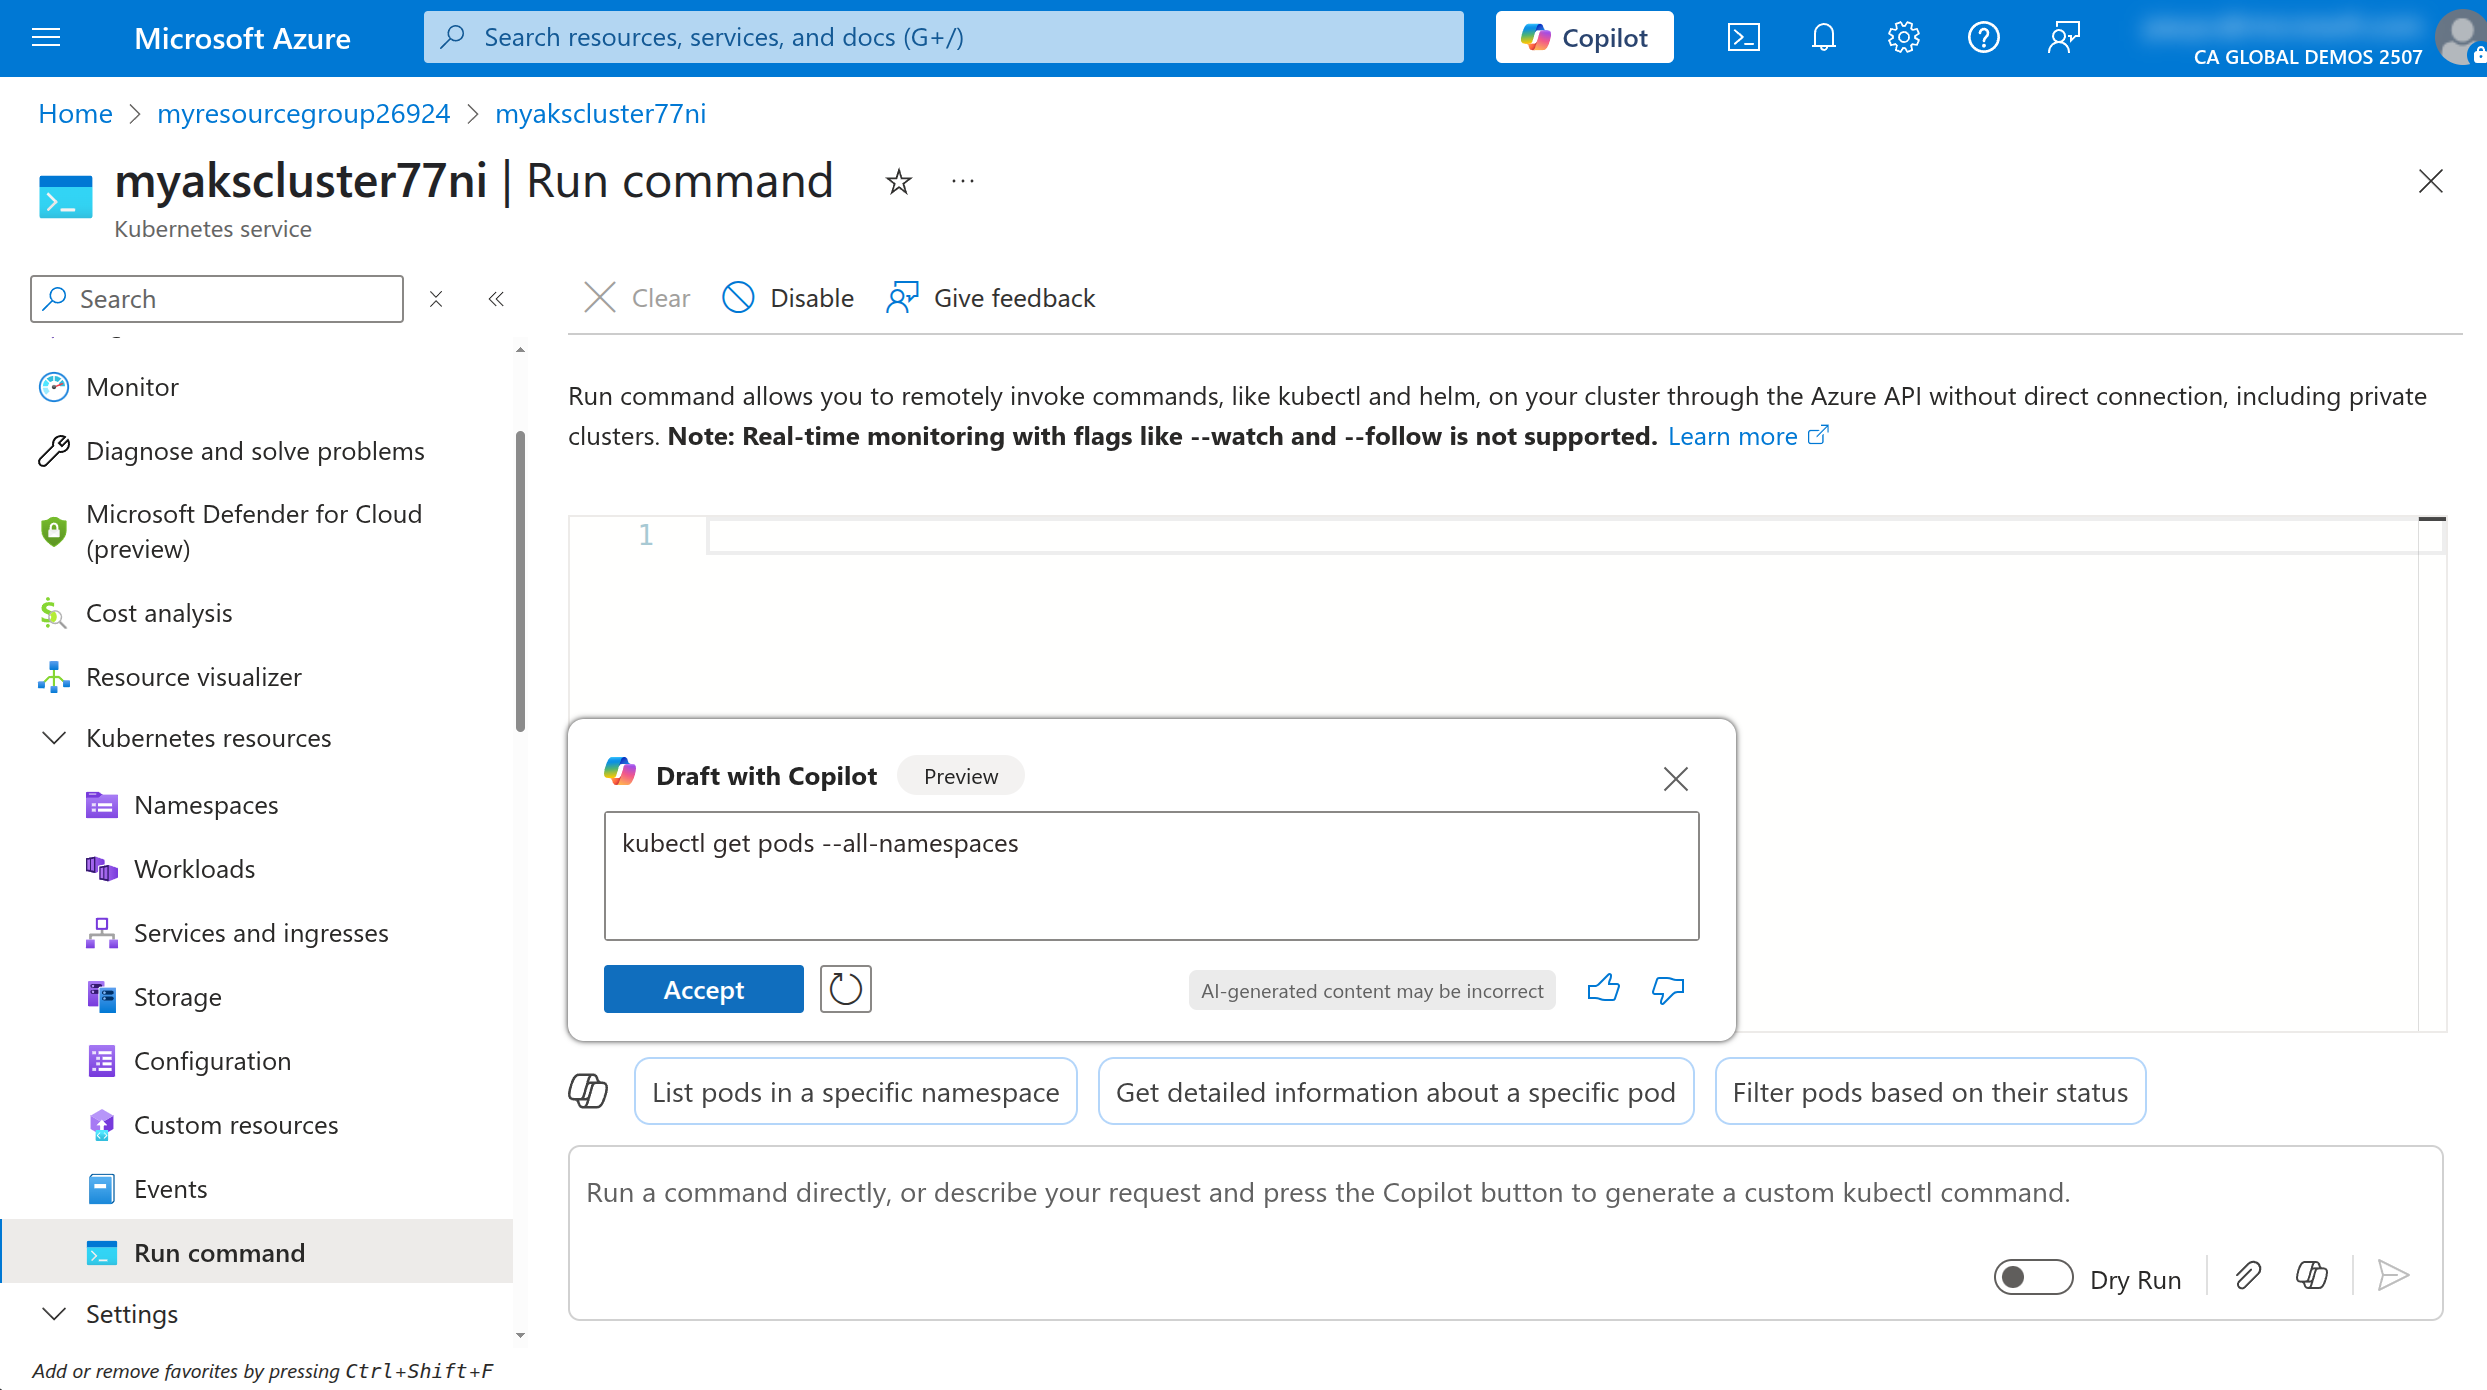 Microsoft Azure
Search resources, services, and docs (G+/)
Copilot
CA GLOBAL DEMOS 2507
Home > myresourcegroup26924 > myakscluster77ni
myakscluster77ni | Run command
Kubernetes service
Search
Clear
Disable
Give feedback
Monitor
Diagnose and solve problems
Microsoft Defender for Cloud
(preview)
Cost analysis
Resource visualizer
Kubernetes resources
Namespaces
Workloads
Services and ingresses
Storage
Configuration
Custom resources
Events
Run command
Settings
Add or remove favorites by pressing Ctrl+Shift+F
Run command allows you to remotely invoke commands, like kubectl and helm, on your cluster through the Azure API without direct connection, including private
clusters. Note: Real-time monitoring with flags like --watch and --follow is not supported. Learn more
1
Draft with Copilot
Preview
kubectl get pods --all-namespaces
Accept
AI-generated content may be incorrect
List pods in a specific namespace
Get detailed information about a specific pod
Filter pods based on their status
Run a command directly, or describe your request and press the Copilot button to generate a custom kubectl command.
Dry Run